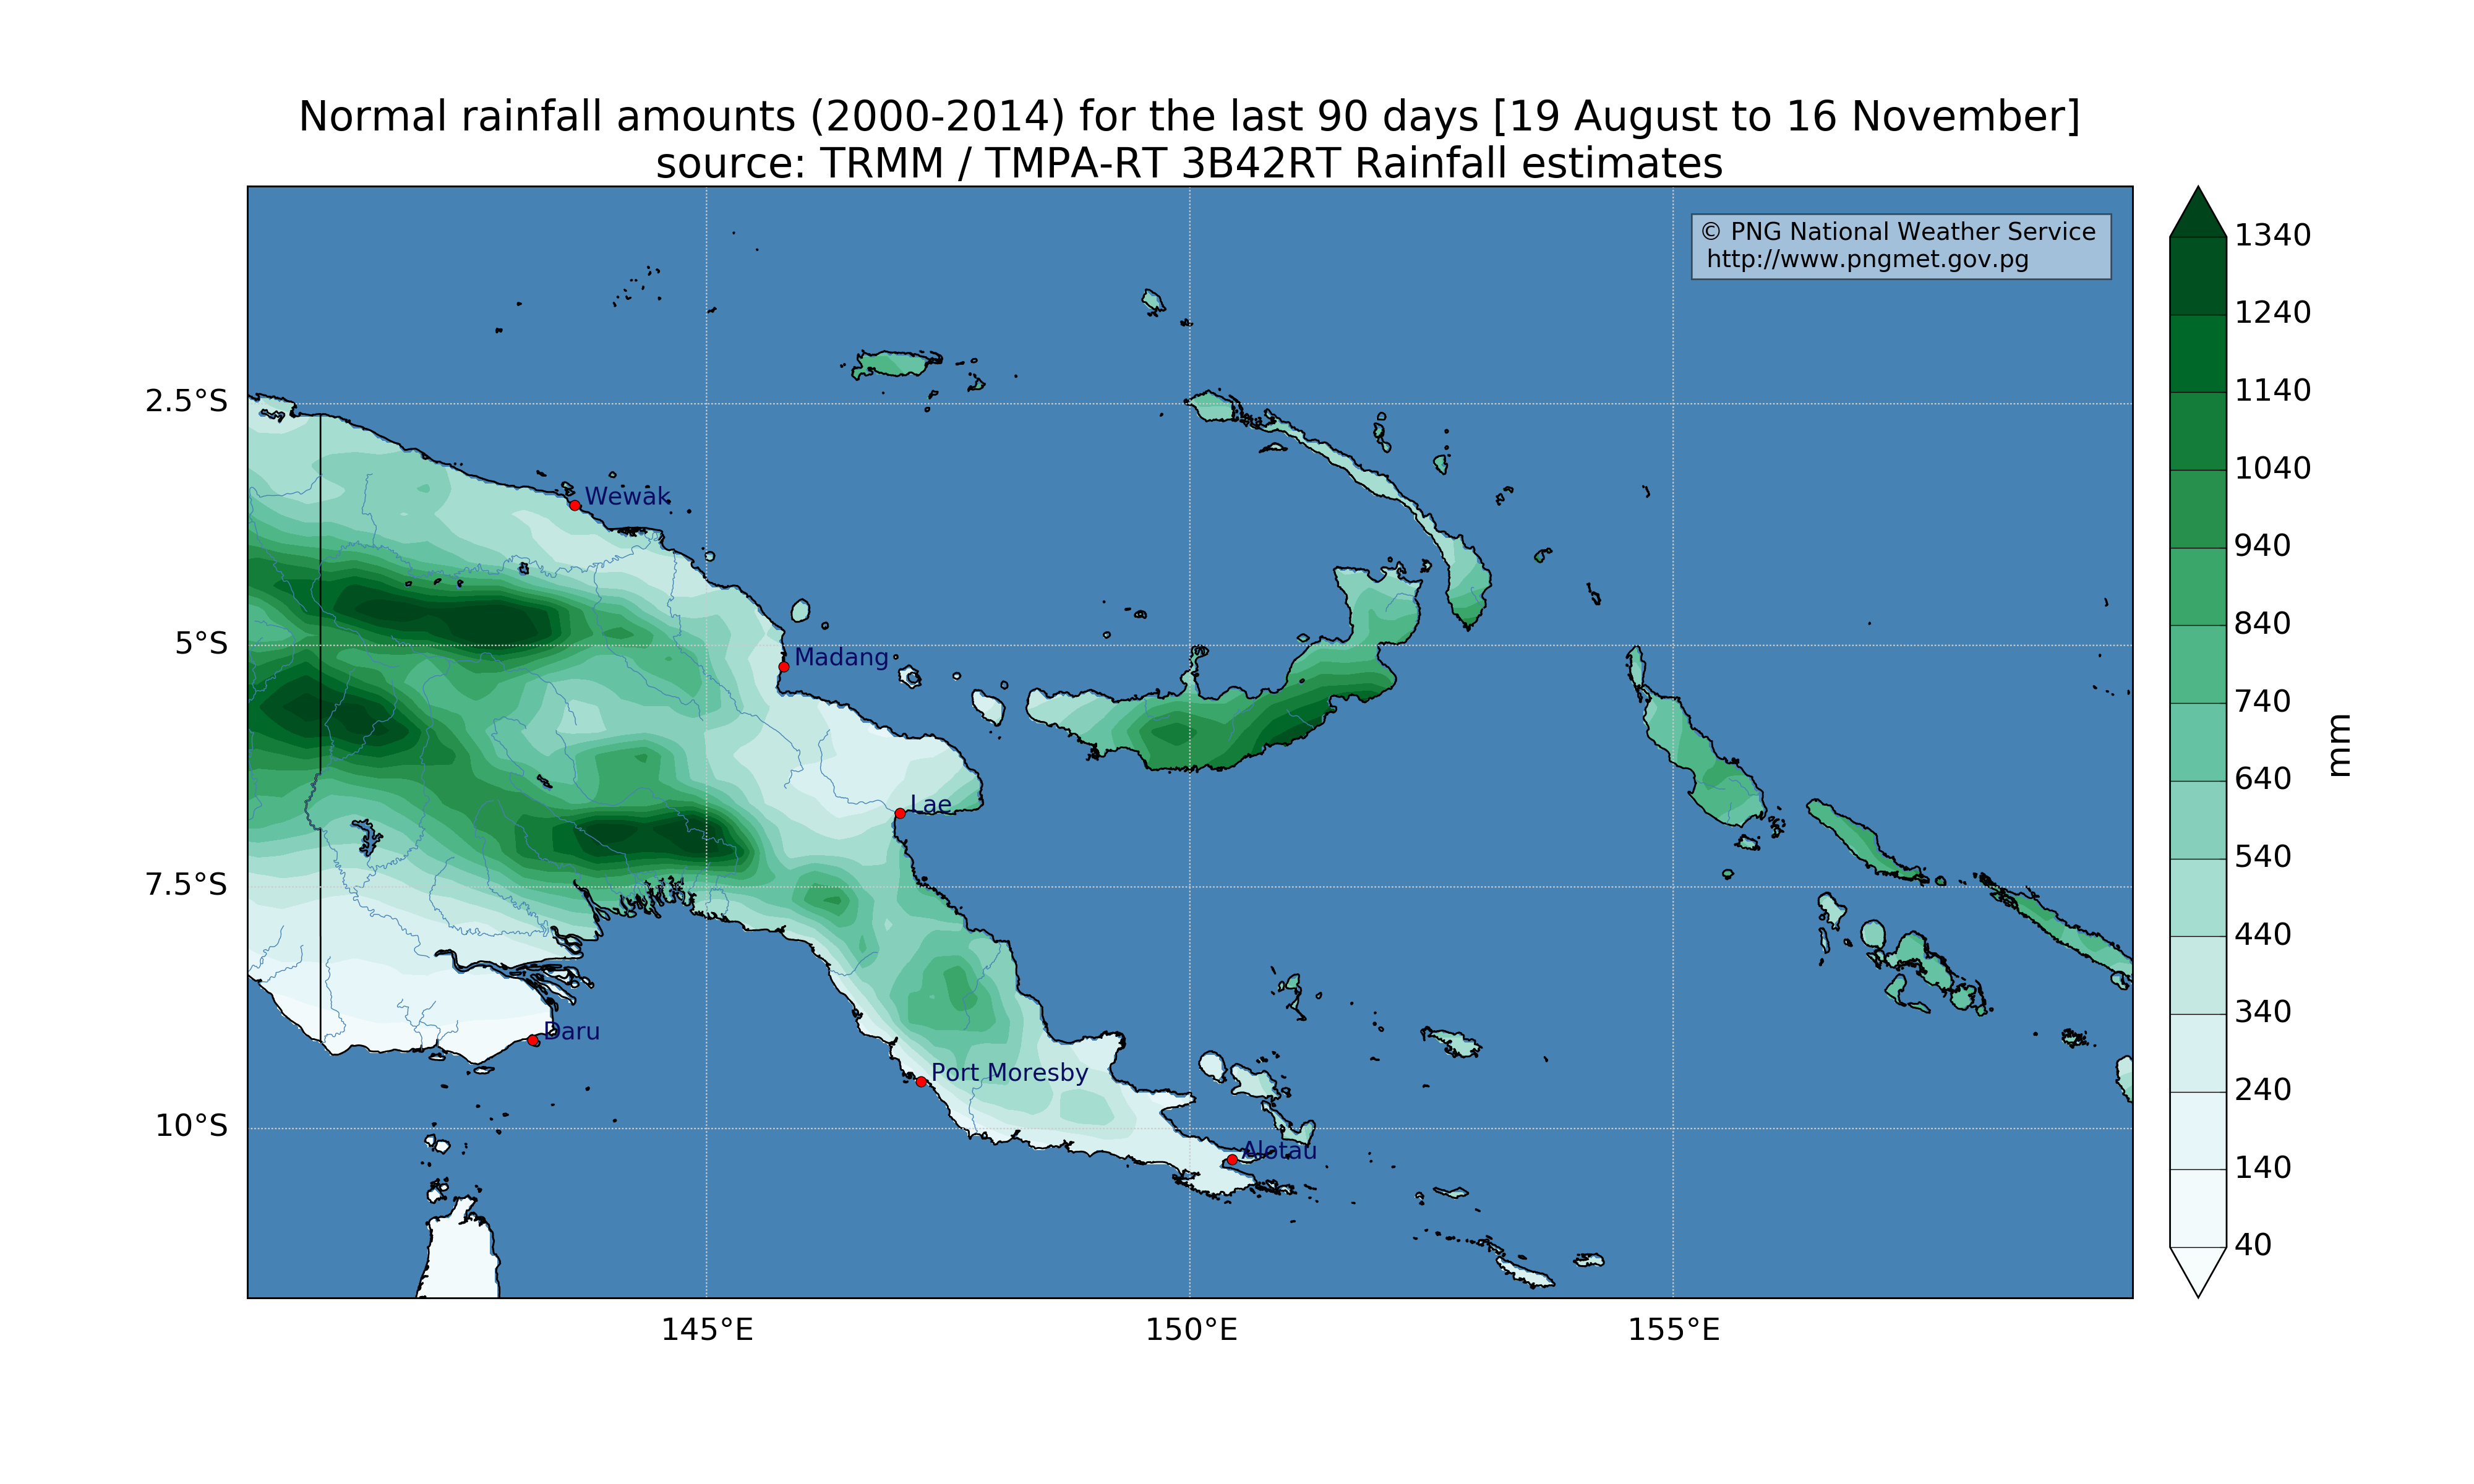 Normal rainfall amounts (2000-2014) for the last 90 days [19 August to 16 November]
source: TRMM / TMPA-RT 3B42RT Rainfall estimates
© PNG National Weather Service
http://www.pngmet.gov.pg
1340
1240
1140
1040
940
840
740
640
540
440
340
240
140
40
mm
2.5°S
5°S
7.5°S
10°S
Wewak
Madang
Lae
Daru
Port Moresby
Alotau
145°E
150°E
155°E